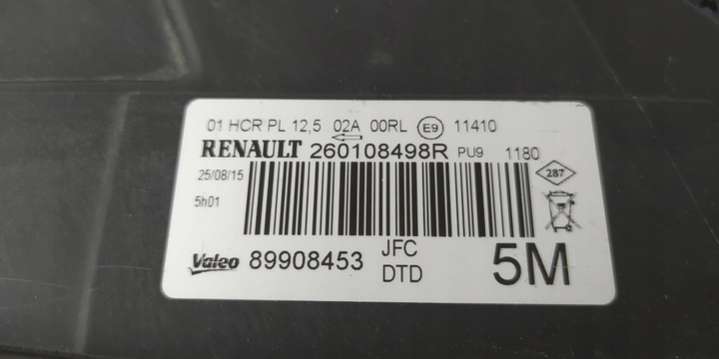 01 HCR PL 12,5 02A 00RL E9 11410
RENAULT 260108498R PU9 1180
25/08/15
287
5h01
Valeo 89908453 JFC
DTD
5M